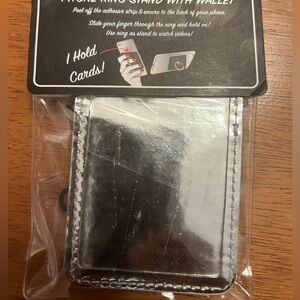 PHONE RING STAND WITH WALLET
Peel off the adhesive strip & secure to the back of your phone.
Slide your finger through the ring and hold on!
Use ring as stand to watch videos!
I Hold
Cards!